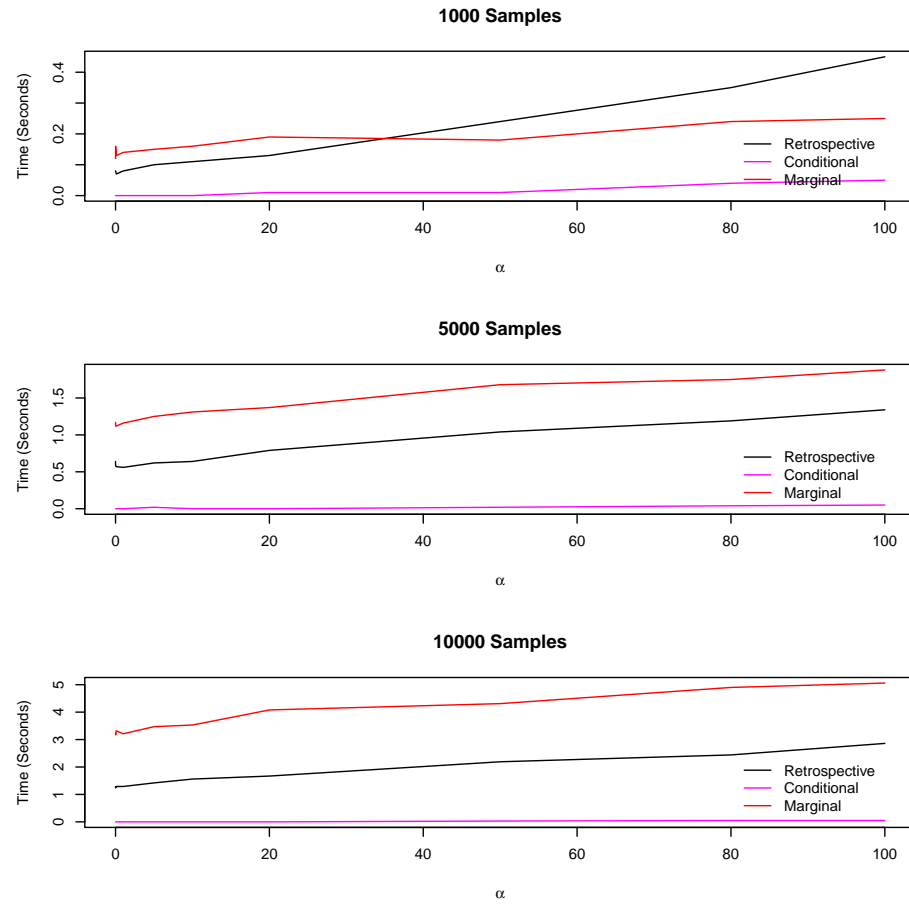 1000 Samples
Time (Seconds)
0.0 0.2 0.4
Retrospective
Conditional
Marginal
0 20 40 60 80 100
α
5000 Samples
Time (Seconds)
0.0 0.5 1.0 1.5
Retrospective
Conditional
Marginal
0 20 40 60 80 100
α
10000 Samples
Time (Seconds)
0 1 2 3 4 5
Retrospective
Conditional
Marginal
0 20 40 60 80 100
α